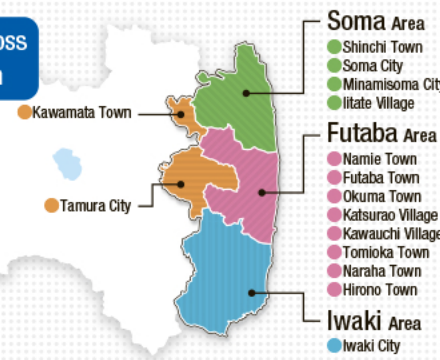 oss
Soma Area
Shinchi Town
Soma City
Minamisoma City
Iitate Village
Kawamata Town
Futaba Area
Namie Town
Futaba Town
Okuma Town
Katsurao Village
Kawauchi Village
Tomioka Town
Naraha Town
Hirono Town
Tamura City
Iwaki Area
Iwaki City